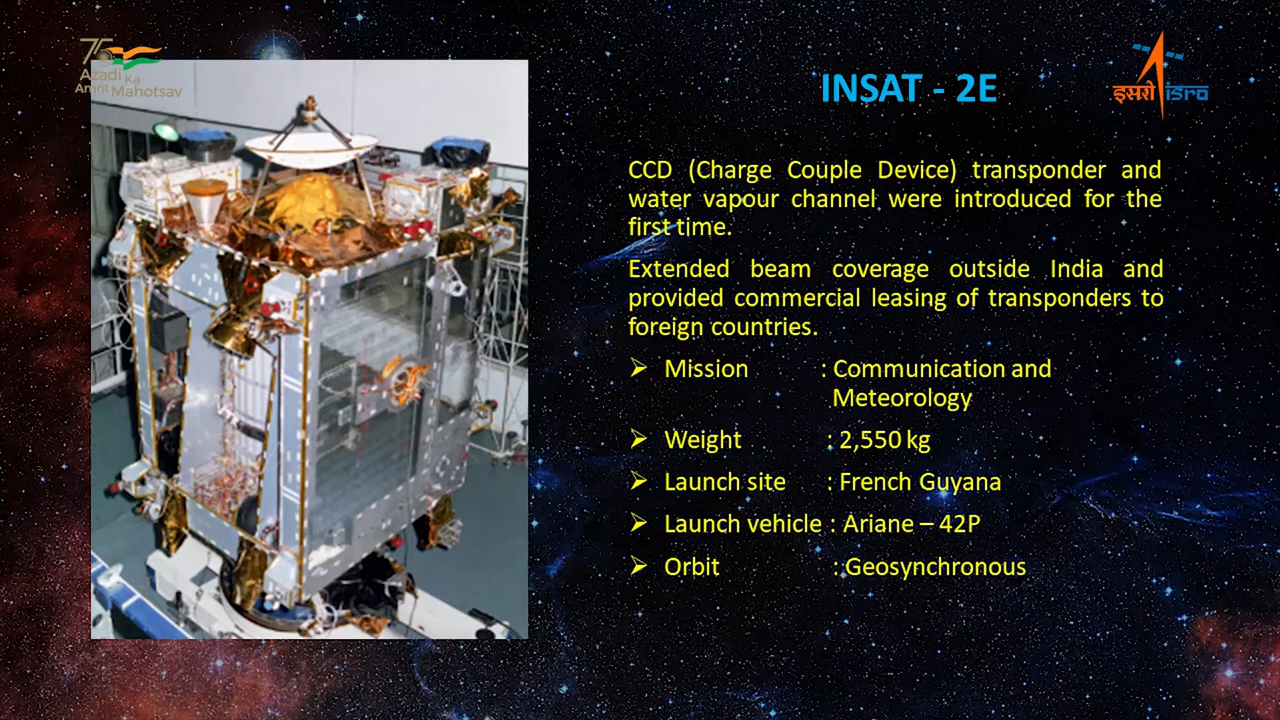 75
Azadi Ka
Amrit Mahotsav
INSAT - 2E
इसरो isro
CCD (Charge Couple Device) transponder and
water vapour channel were introduced for the
first time.
Extended beam coverage outside India and
provided commercial leasing of transponders to
foreign countries.
➢ Mission : Communication and
Meteorology
➢ Weight : 2,550 kg
➢ Launch site : French Guyana
➢ Launch vehicle : Ariane – 42P
➢ Orbit : Geosynchronous